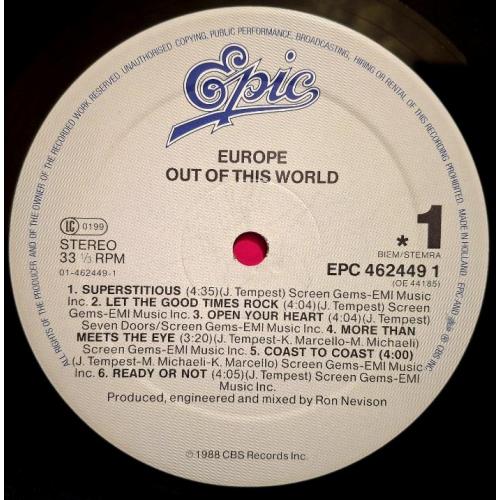 ALL RIGHTS OF THE PRODUCER AND OF THE OWNER OF THE RECORDED WORK RESERVED. UNAUTHORISED COPYING, PUBLIC PERFORMANCE, BROADCASTING, HIRING OR RENTAL OF THIS RECORDING PROHIBITED. MADE IN HOLLAND. EPIC AND ARE CBS INC.
Epic
EUROPE
OUT OF THIS WORLD
LC 0199
STEREO
33 1/3 RPM
01-462449-1
* 1
BIEM/STEMRA
EPC 462449 1
(OE 44185)
1. SUPERSTITIOUS (4:35)(J. Tempest) Screen Gems-EMI Music
Inc. 2. LET THE GOOD TIMES ROCK (4:04)(J. Tempest) Screen
Gems-EMI Music Inc. 3. OPEN YOUR HEART (4:04)(J. Tempest)
Seven Doors/Screen Gems-EMI Music Inc. 4. MORE THAN
MEETS THE EYE (3:20)(J. Tempest-K. Marcello-M. Michaeli)
Screen Gems-EMI Music Inc. 5. COAST TO COAST (4:00)
(J. Tempest-M. Michaeli-K. Marcello) Screen Gems-EMI Music
Inc. 6. READY OR NOT (4:05)(J. Tempest) Screen Gems-EMI
Music Inc.
Produced, engineered and mixed by Ron Nevison
℗ 1988 CBS Records Inc.